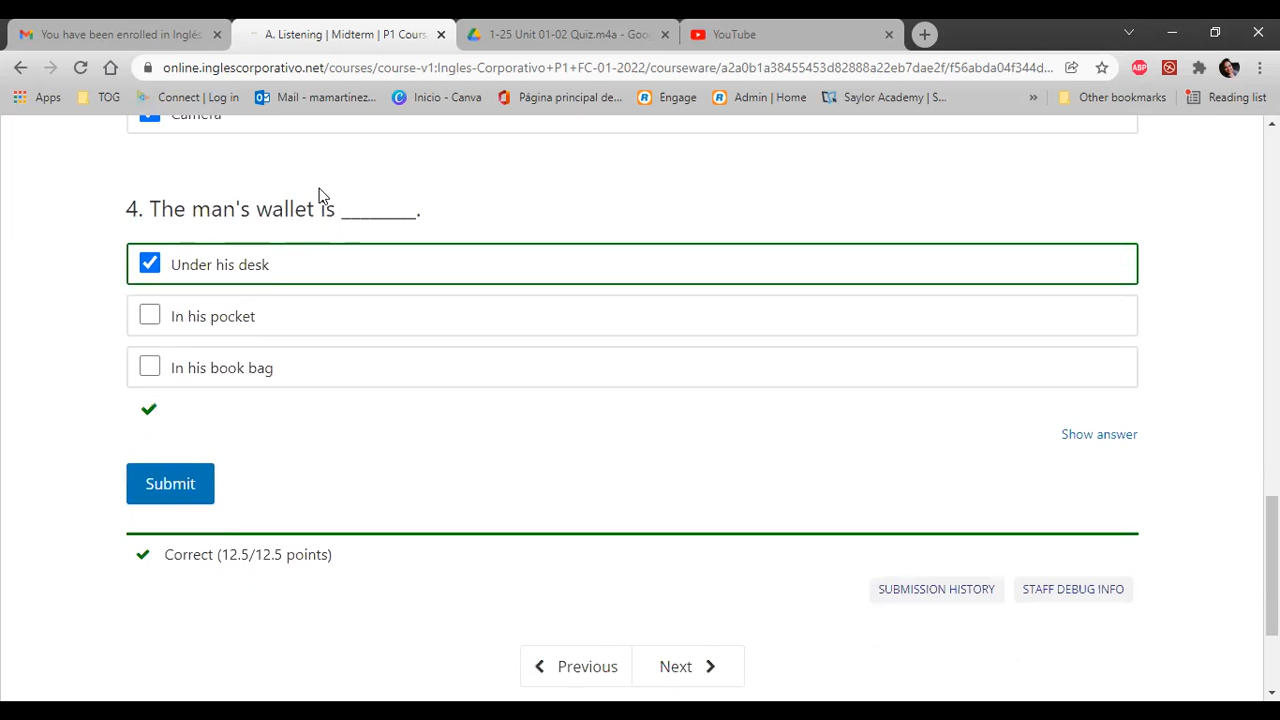 You have been enrolled in Inglés
A. Listening | Midterm | P1 Cours
1-25 Unit 01-02 Quiz.m4a - Goo
YouTube
online.inglescorporativo.net/courses/course-v1:Ingles-Corporativo+P1+FC-01-2022/courseware/a2a0b1a38455453d82888a22eb7dae2f/f56abda04f344d...
ABP
Apps
TOG
Connect | Log in
Mail - mamartinez...
Inicio - Canva
Página principal de...
Engage
Admin | Home
Saylor Academy | S...
»
Other bookmarks
Reading list
Camera
4. The man's wallet is ________.
Under his desk
In his pocket
In his book bag
Show answer
Submit
Correct (12.5/12.5 points)
SUBMISSION HISTORY
STAFF DEBUG INFO
Previous
Next